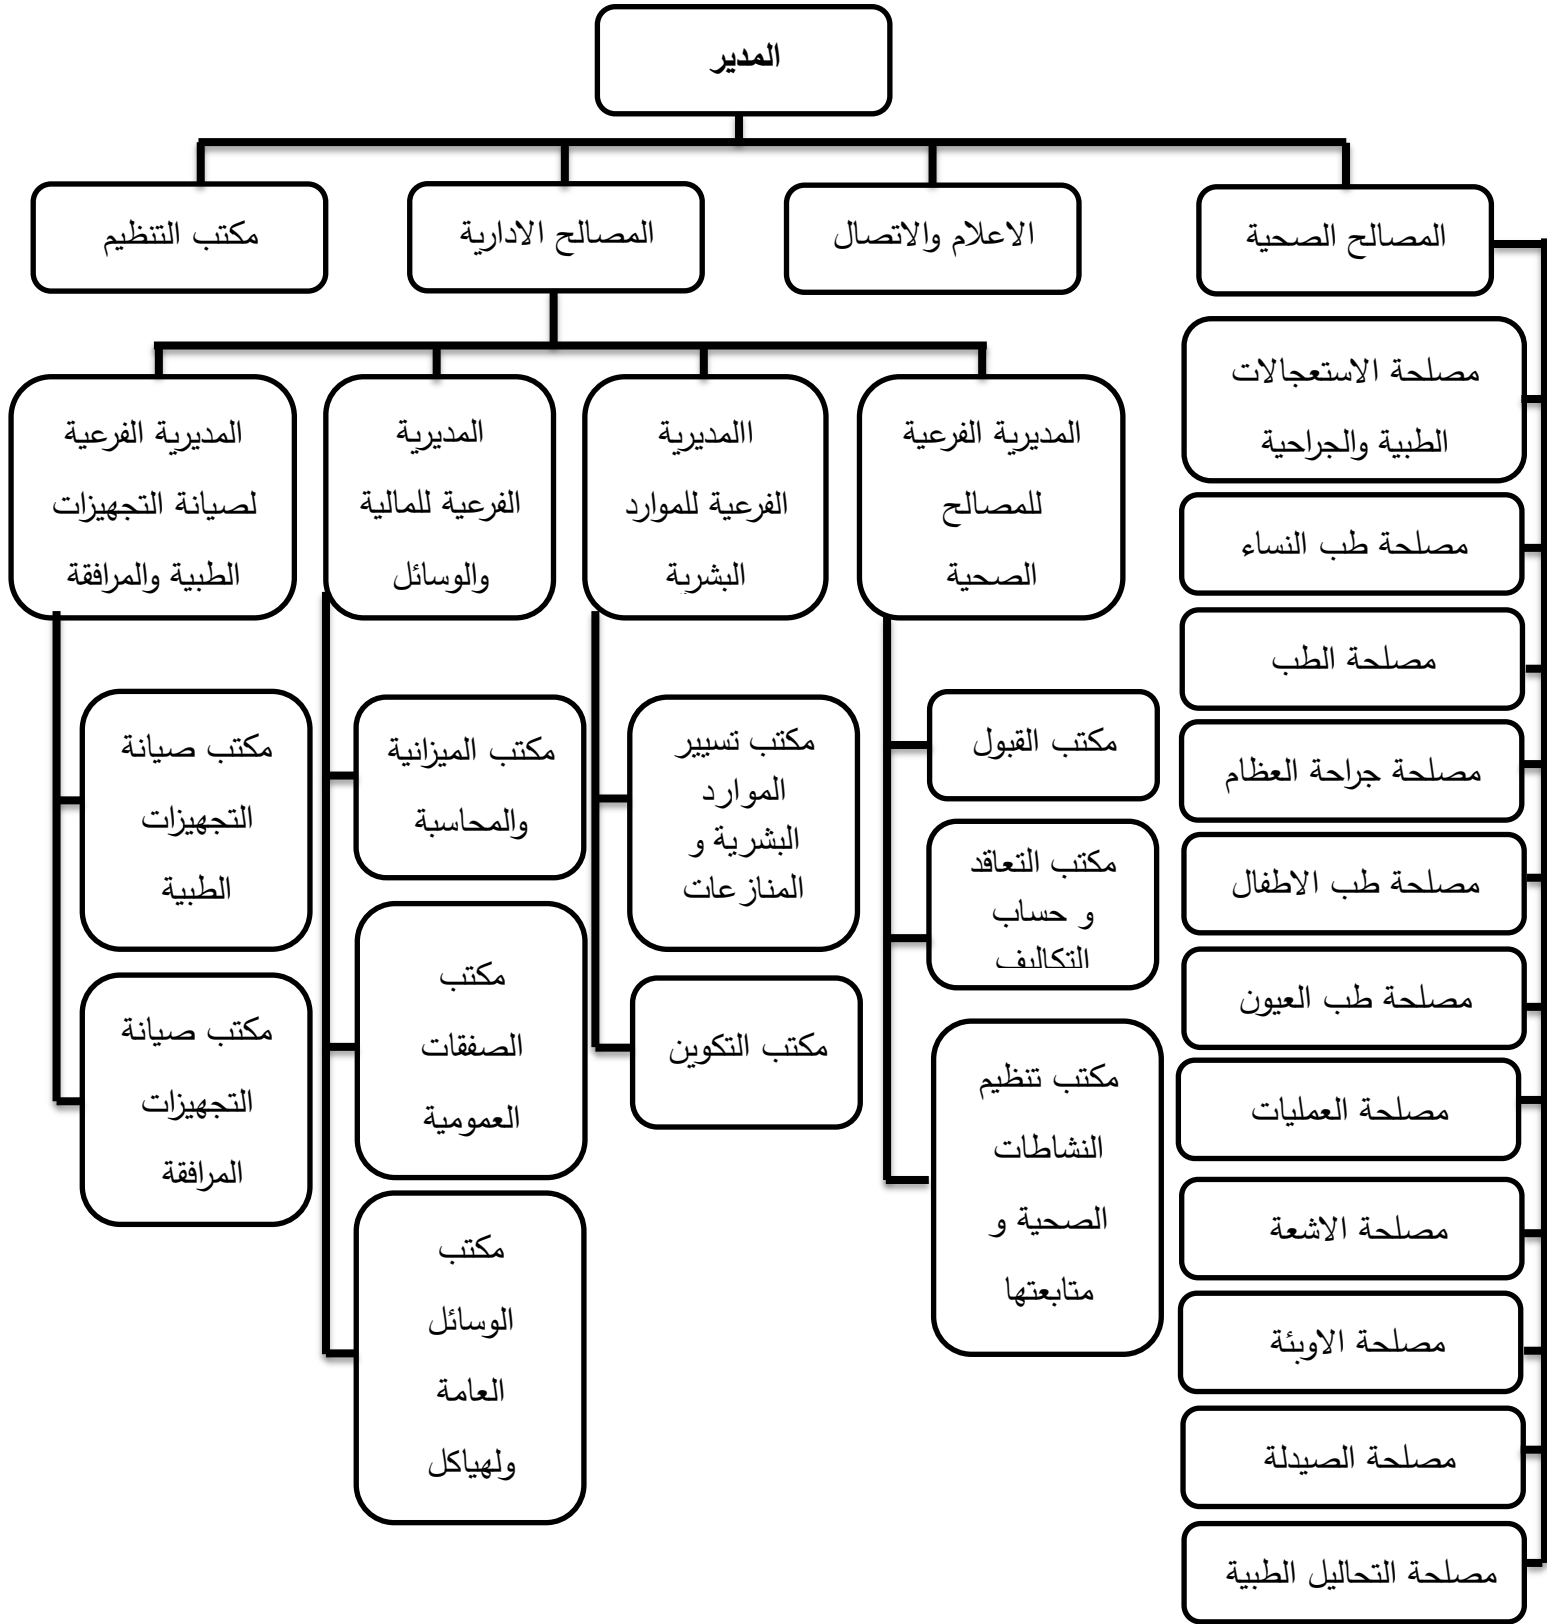 المدير
المصالح الصحية
الاعلام والاتصال
المصالح الادارية
مكتب التنظيم
مصلحة الاستعجالات
الطبية والجراحية
مصلحة طب النساء
مصلحة الطب
مصلحة جراحة العظام
مصلحة طب الاطفال
مصلحة طب العيون
مصلحة العمليات
مصلحة الاشعة
مصلحة الاوبئة
مصلحة الصيدلة
مصلحة التحاليل الطبية
المديرية الفرعية
للمصالح
الصحية
مكتب القبول
مكتب التعاقد
و حساب
التكاليف
مكتب تنظيم
النشاطات
الصحية و
متابعتها
االمديرية
الفرعية للموارد
البشرية
مكتب تسيير
الموارد
البشرية و
المنازعات
مكتب التكوين
المديرية
الفرعية للمالية
والوسائل
مكتب الميزانية
والمحاسبة
مكتب
الصفقات
العمومية
مكتب
الوسائل
العامة
ولهياكل
المديرية الفرعية
لصيانة التجهيزات
الطبية والمرافقة
مكتب صيانة
التجهيزات
الطبية
مكتب صيانة
التجهيزات
المرافقة